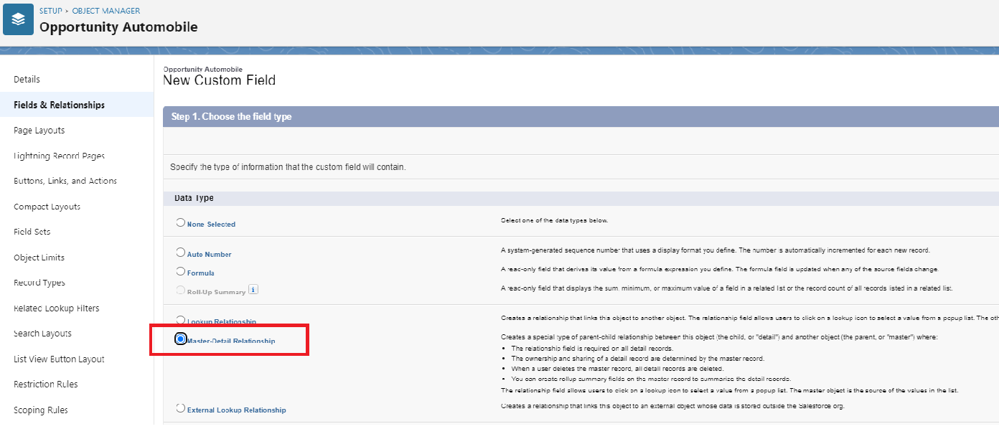 SETUP > OBJECT MANAGER
Opportunity Automobile
Details
Fields & Relationships
Page Layouts
Lightning Record Pages
Buttons, Links, and Actions
Compact Layouts
Field Sets
Object Limits
Record Types
Related Lookup Filters
Search Layouts
List View Button Layout
Restriction Rules
Scoping Rules
Opportunity Automobile
New Custom Field
Step 1. Choose the field type
Specify the type of information that the custom field will contain.
Data Type
None Selected
Select one of the data types below.
Auto Number
A system-generated sequence number that uses a display format you define. The number is automatically incremented for each new record.
Formula
A read-only field that derives its value from a formula expression you define. The formula field is updated when any of the source fields change.
Roll-Up Summary i
A read-only field that displays the sum, minimum, or maximum value of a field in a related list or the record count of all records listed in a related list.
Lookup Relationship
Creates a relationship that links this object to another object. The relationship field allows users to click on a lookup icon to select a value from a popup list. The
Master-Detail Relationship
Creates a special type of parent-child relationship between this object (the child, or "detail") and another object (the parent, or "master") where:
• The relationship field is required on all detail records.
• The ownership and sharing of a detail record are determined by the master record.
• When a user deletes the master record, all detail records are deleted.
• You can create rollup summary fields on the master record to summarize the detail records.
The relationship field allows users to click on a lookup icon to select a value from a popup list. The master object is the source of the values in the list.
External Lookup Relationship
Creates a relationship that links this object to an external object whose data is stored outside the Salesforce org.